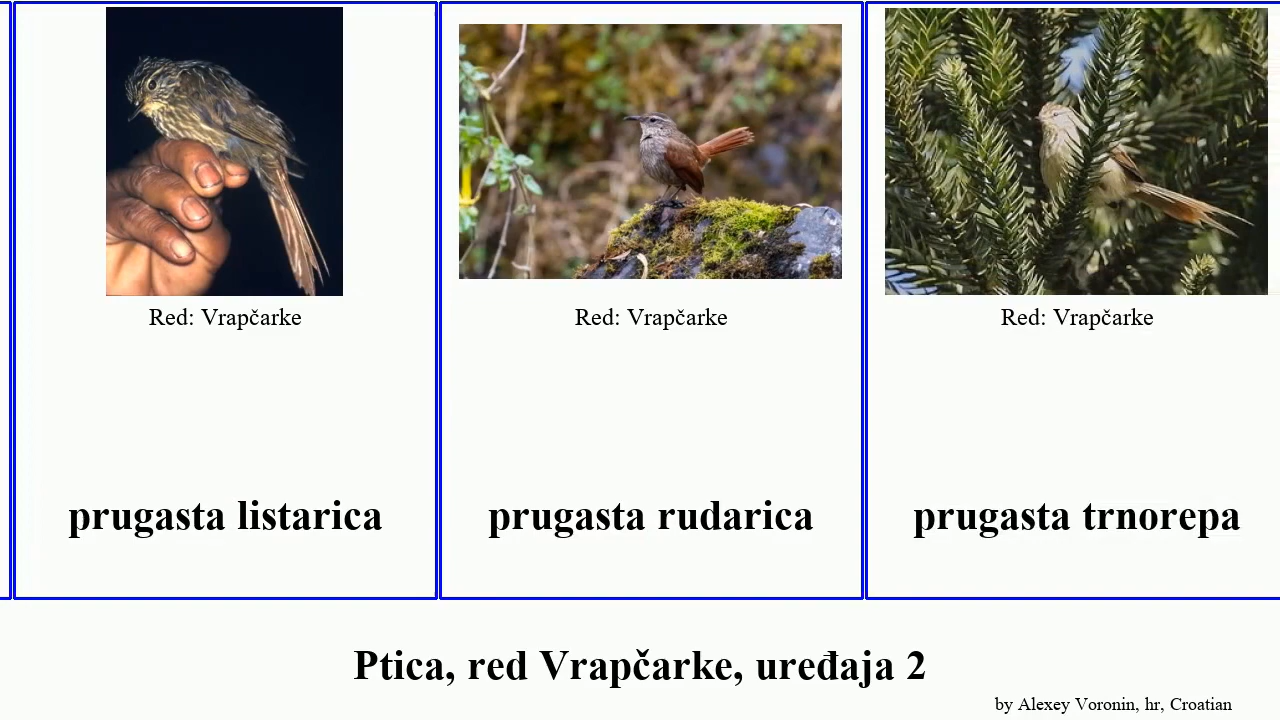 Red: Vrapčarke
Red: Vrapčarke
Red: Vrapčarke
prugasta listarica
prugasta rudarica
prugasta trnorepa
Ptica, red Vrapčarke, uređaja 2
by Alexey Voronin, hr, Croatian